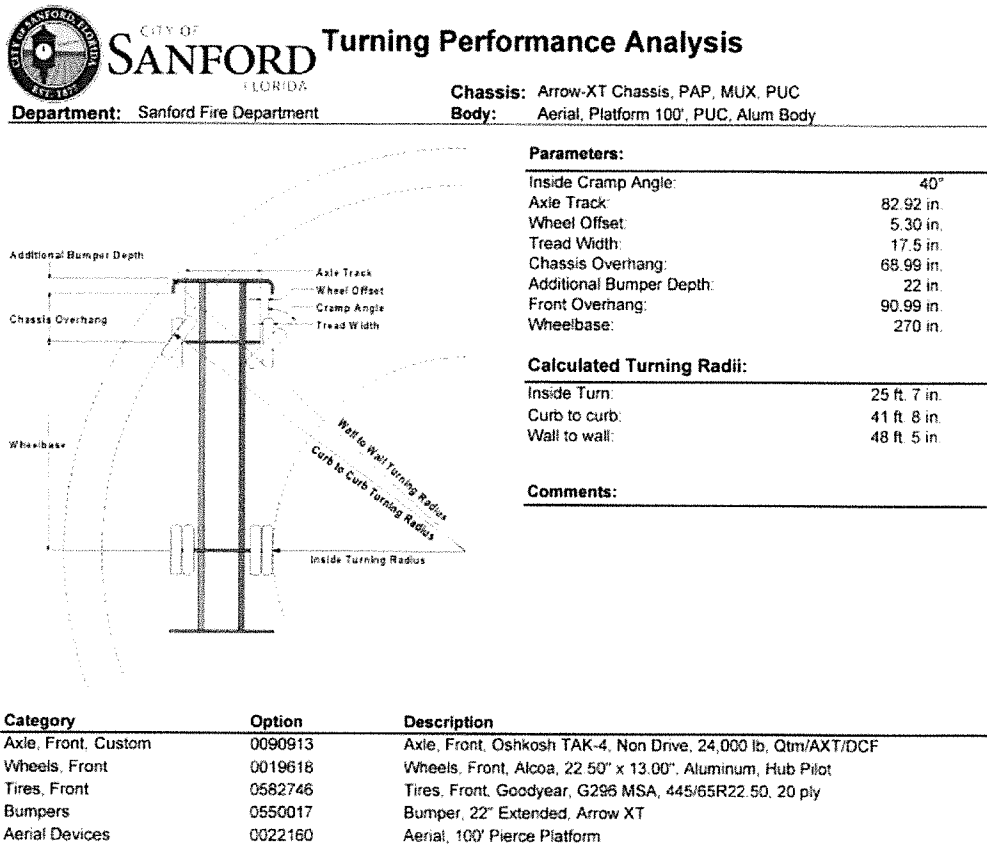 CITY OF SANFORD, FLORIDA
EST. 1877
CITY OF
SANFORD
FLORIDA
Turning Performance Analysis
Department: Sanford Fire Department
Chassis: Arrow-XT Chassis, PAP, MUX, PUC
Body: Aerial, Platform 100', PUC, Alum Body
Additional Bumper Depth
Axle Track
Wheel Offset
Chassis Overhang
Cramp Angle
Tread Width
Wheelbase
Wall to Wall Turning Radius
Curb to Curb Turning Radius
Inside Turning Radius
Parameters:
Inside Cramp Angle: 40°
Axle Track: 82.92 in.
Wheel Offset: 5.30 in.
Tread Width: 17.5 in.
Chassis Overhang: 68.99 in.
Additional Bumper Depth: 22 in.
Front Overhang: 90.99 in.
Wheelbase: 270 in.
Calculated Turning Radii:
Inside Turn: 25 ft. 7 in.
Curb to curb: 41 ft. 8 in.
Wall to wall: 48 ft. 5 in.
Comments:
Category Option Description
Axle, Front, Custom 0090913 Axle, Front, Oshkosh TAK-4, Non Drive, 24,000 lb, Qtm/AXT/DCF
Wheels, Front 0019618 Wheels, Front, Alcoa, 22.50" x 13.00", Aluminum, Hub Pilot
Tires, Front 0582746 Tires, Front, Goodyear, G296 MSA, 445/65R22.50, 20 ply
Bumpers 0550017 Bumper, 22" Extended, Arrow XT
Aerial Devices 0022160 Aerial, 100' Pierce Platform